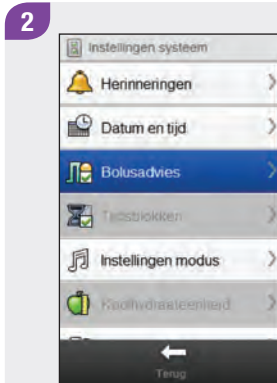 2
Instellingen systeem
Herinneringen
Datum en tijd
Bolusadvies
Tijdsblokken
Instellingen modus
Koolhydraateenheid
Terug